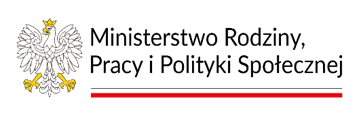 Ministerstwo Rodziny,
Pracy i Polityki Społecznej